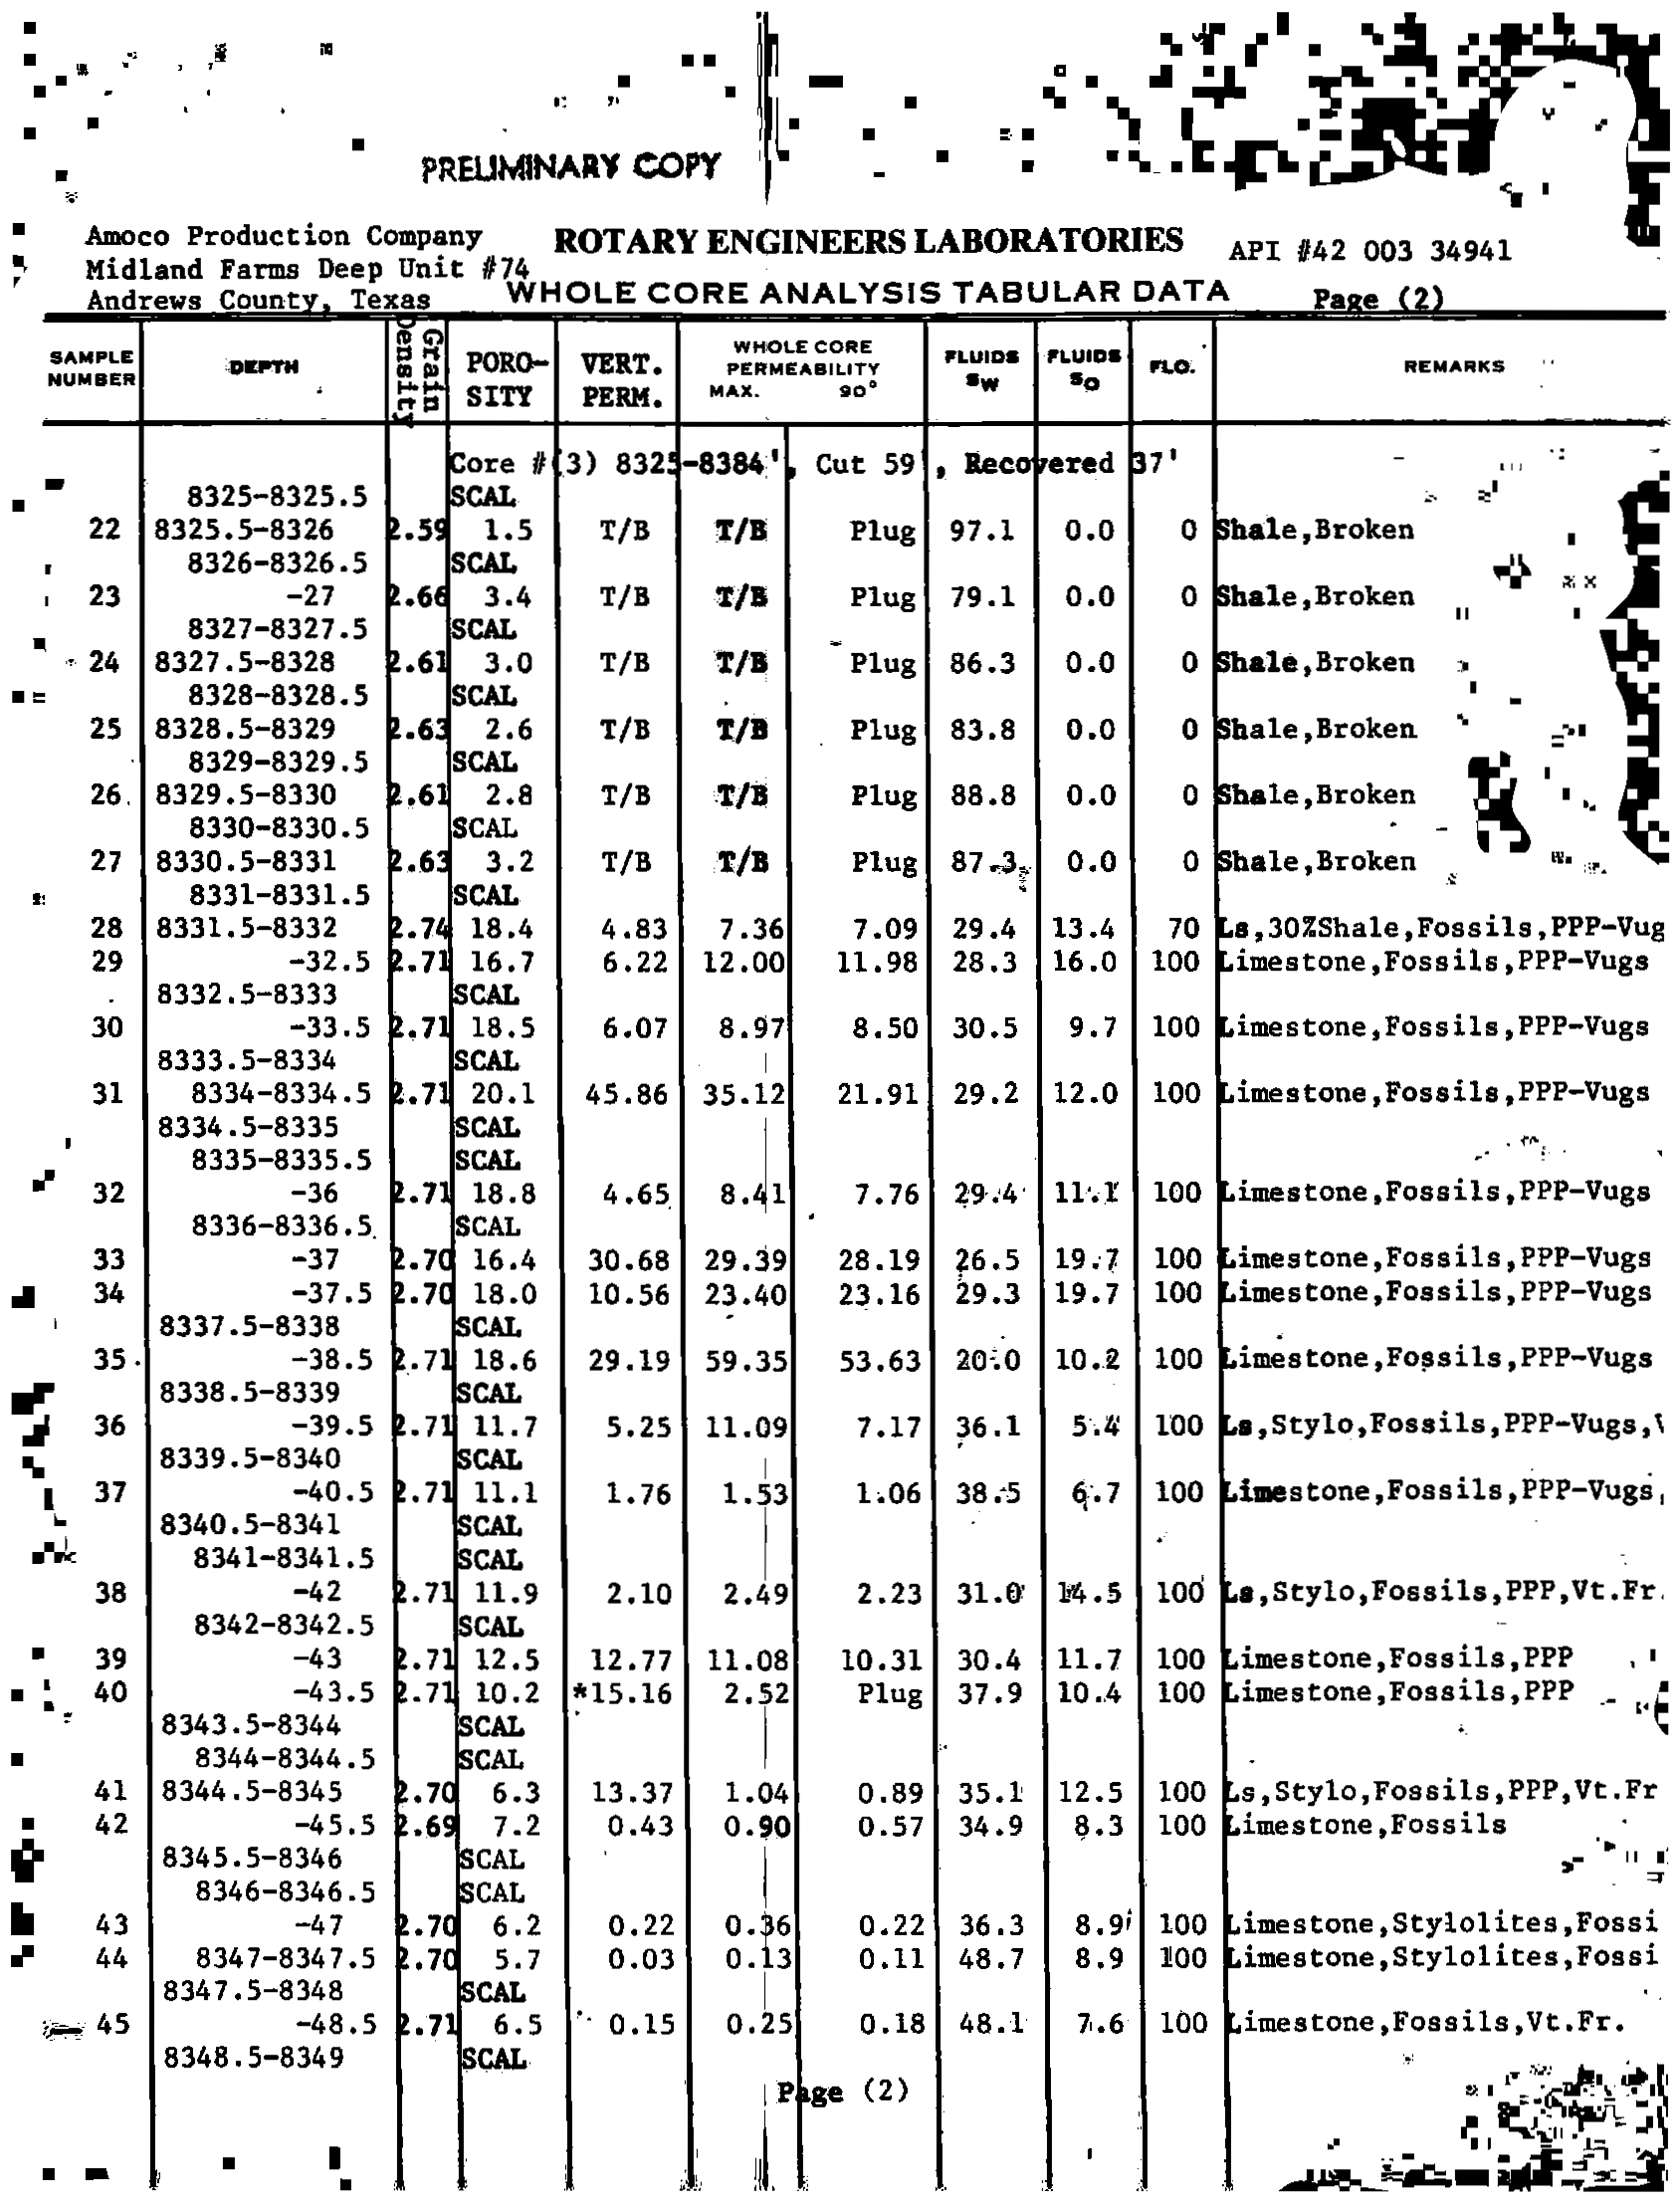 PRELIMINARY COPY
Amoco Production Company
Midland Farms Deep Unit #74
Andrews County, Texas
ROTARY ENGINEERS LABORATORIES
WHOLE CORE ANALYSIS TABULAR DATA
API #42 003 34941
Page (2)
SAMPLE NUMBER DEPTH Grain Density PORO-SITY VERT. PERM. WHOLE CORE PERMEABILITY MAX. 90° FLUIDS SW FLUIDS SO FLO. REMARKS
Core #(3) 8325-8384', Cut 59', Recovered 37'
8325-8325.5 SCAL
22 8325.5-8326 2.59 1.5 T/B T/B Plug 97.1 0.0 0 Shale,Broken
8326-8326.5 SCAL
23 -27 2.66 3.4 T/B T/B Plug 79.1 0.0 0 Shale,Broken
8327-8327.5 SCAL
24 8327.5-8328 2.61 3.0 T/B T/B Plug 86.3 0.0 0 Shale,Broken
8328-8328.5 SCAL
25 8328.5-8329 2.63 2.6 T/B T/B Plug 83.8 0.0 0 Shale,Broken
8329-8329.5 SCAL
26 8329.5-8330 2.61 2.8 T/B T/B Plug 88.8 0.0 0 Shale,Broken
8330-8330.5 SCAL
27 8330.5-8331 2.63 3.2 T/B T/B Plug 87.3 0.0 0 Shale,Broken
8331-8331.5 SCAL
28 8331.5-8332 2.74 18.4 4.83 7.36 7.09 29.4 13.4 70 Ls,30%Shale,Fossils,PPP-Vug
29 -32.5 2.71 16.7 6.22 12.00 11.98 28.3 16.0 100 Limestone,Fossils,PPP-Vugs
8332.5-8333 SCAL
30 -33.5 2.71 18.5 6.07 8.97 8.50 30.5 9.7 100 Limestone,Fossils,PPP-Vugs
8333.5-8334 SCAL
31 8334-8334.5 2.71 20.1 45.86 35.12 21.91 29.2 12.0 100 Limestone,Fossils,PPP-Vugs
8334.5-8335 SCAL
8335-8335.5 SCAL
32 -36 2.71 18.8 4.65 8.41 7.76 29.4 11.1 100 Limestone,Fossils,PPP-Vugs
8336-8336.5 SCAL
33 -37 2.70 16.4 30.68 29.39 28.19 26.5 19.7 100 Limestone,Fossils,PPP-Vugs
34 -37.5 2.70 18.0 10.56 23.40 23.16 29.3 19.7 100 Limestone,Fossils,PPP-Vugs
8337.5-8338 SCAL
35 -38.5 2.71 18.6 29.19 59.35 53.63 20.0 10.2 100 Limestone,Fossils,PPP-Vugs
8338.5-8339 SCAL
36 -39.5 2.71 11.7 5.25 11.09 7.17 36.1 5.4 100 Ls,Stylo,Fossils,PPP-Vugs,
8339.5-8340 SCAL
37 -40.5 2.71 11.1 1.76 1.53 1.06 38.5 6.7 100 Limestone,Fossils,PPP-Vugs,
8340.5-8341 SCAL
8341-8341.5 SCAL
38 -42 2.71 11.9 2.10 2.49 2.23 31.0 14.5 100 Ls,Stylo,Fossils,PPP,Vt.Fr.
8342-8342.5 SCAL
39 -43 2.71 12.5 12.77 11.08 10.31 30.4 11.7 100 Limestone,Fossils,PPP
40 -43.5 2.71 10.2 *15.16 2.52 Plug 37.9 10.4 100 Limestone,Fossils,PPP
8343.5-8344 SCAL
8344-8344.5 SCAL
41 8344.5-8345 2.70 6.3 13.37 1.04 0.89 35.1 12.5 100 Ls,Stylo,Fossils,PPP,Vt.Fr
42 -45.5 2.69 7.2 0.43 0.90 0.57 34.9 8.3 100 Limestone,Fossils
8345.5-8346 SCAL
8346-8346.5 SCAL
43 -47 2.70 6.2 0.22 0.36 0.22 36.3 8.9 100 Limestone,Stylolites,Fossi
44 8347-8347.5 2.70 5.7 0.03 0.13 0.11 48.7 8.9 100 Limestone,Stylolites,Fossi
8347.5-8348 SCAL
45 -48.5 2.71 6.5 0.15 0.25 0.18 48.1 7.6 100 Limestone,Fossils,Vt.Fr.
8348.5-8349 SCAL
Page (2)